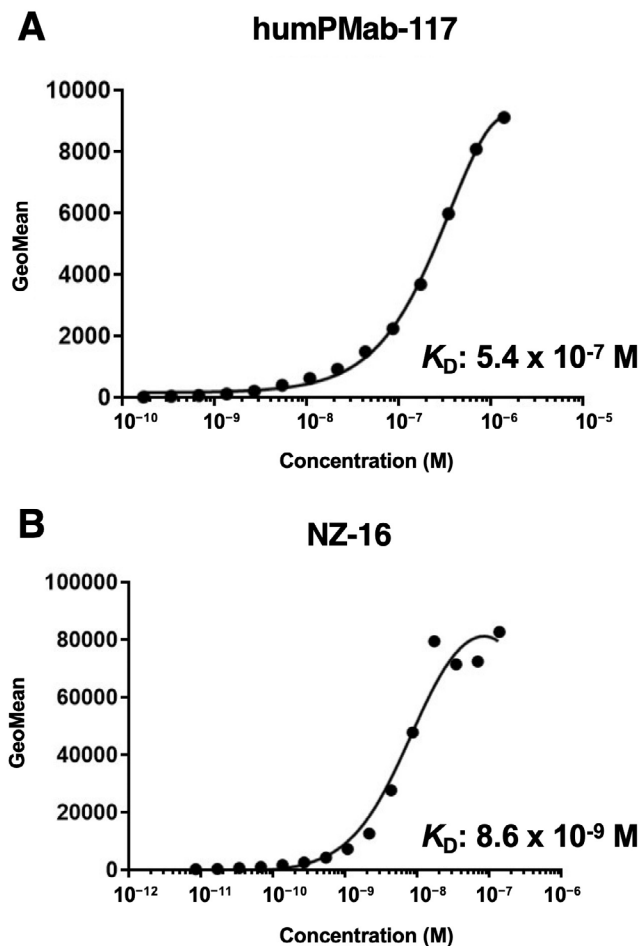 A
humPMab-117
10000
8000
6000
4000
2000
0
GeoMean
K_D: 5.4 x 10⁻⁷ M
10⁻¹⁰ 10⁻⁹ 10⁻⁸ 10⁻⁷ 10⁻⁶ 10⁻⁵
Concentration (M)
B
NZ-16
100000
80000
60000
40000
20000
0
GeoMean
K_D: 8.6 x 10⁻⁹ M
10⁻¹² 10⁻¹¹ 10⁻¹⁰ 10⁻⁹ 10⁻⁸ 10⁻⁷ 10⁻⁶
Concentration (M)